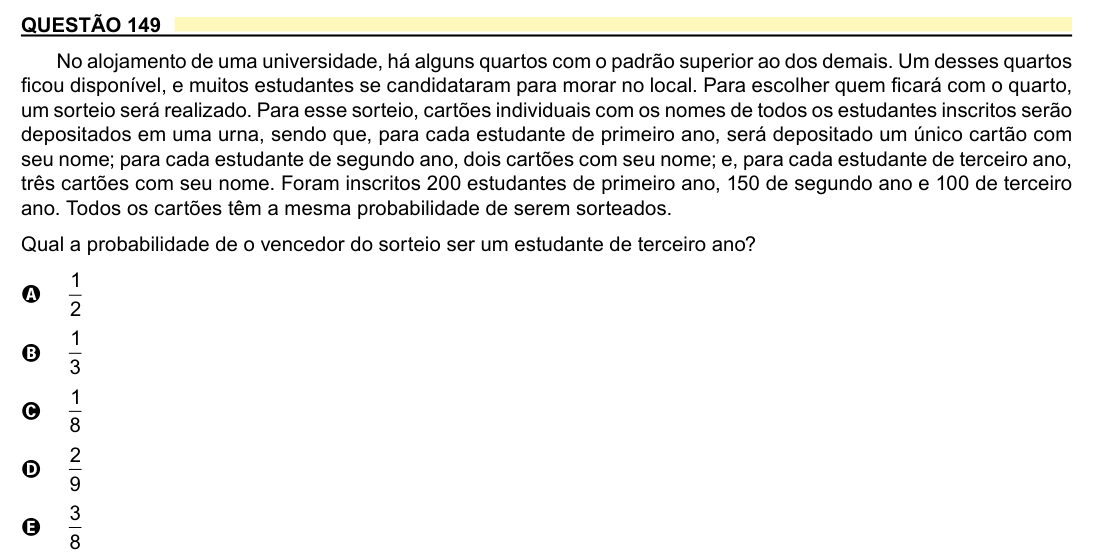 QUESTÃO 149
No alojamento de uma universidade, há alguns quartos com o padrão superior ao dos demais. Um desses quartos
ficou disponível, e muitos estudantes se candidataram para morar no local. Para escolher quem ficará com o quarto,
um sorteio será realizado. Para esse sorteio, cartões individuais com os nomes de todos os estudantes inscritos serão
depositados em uma urna, sendo que, para cada estudante de primeiro ano, será depositado um único cartão com
seu nome; para cada estudante de segundo ano, dois cartões com seu nome; e, para cada estudante de terceiro ano,
três cartões com seu nome. Foram inscritos 200 estudantes de primeiro ano, 150 de segundo ano e 100 de terceiro
ano. Todos os cartões têm a mesma probabilidade de serem sorteados.
Qual a probabilidade de o vencedor do sorteio ser um estudante de terceiro ano?
A 1/2
B 1/3
C 1/8
D 2/9
E 3/8